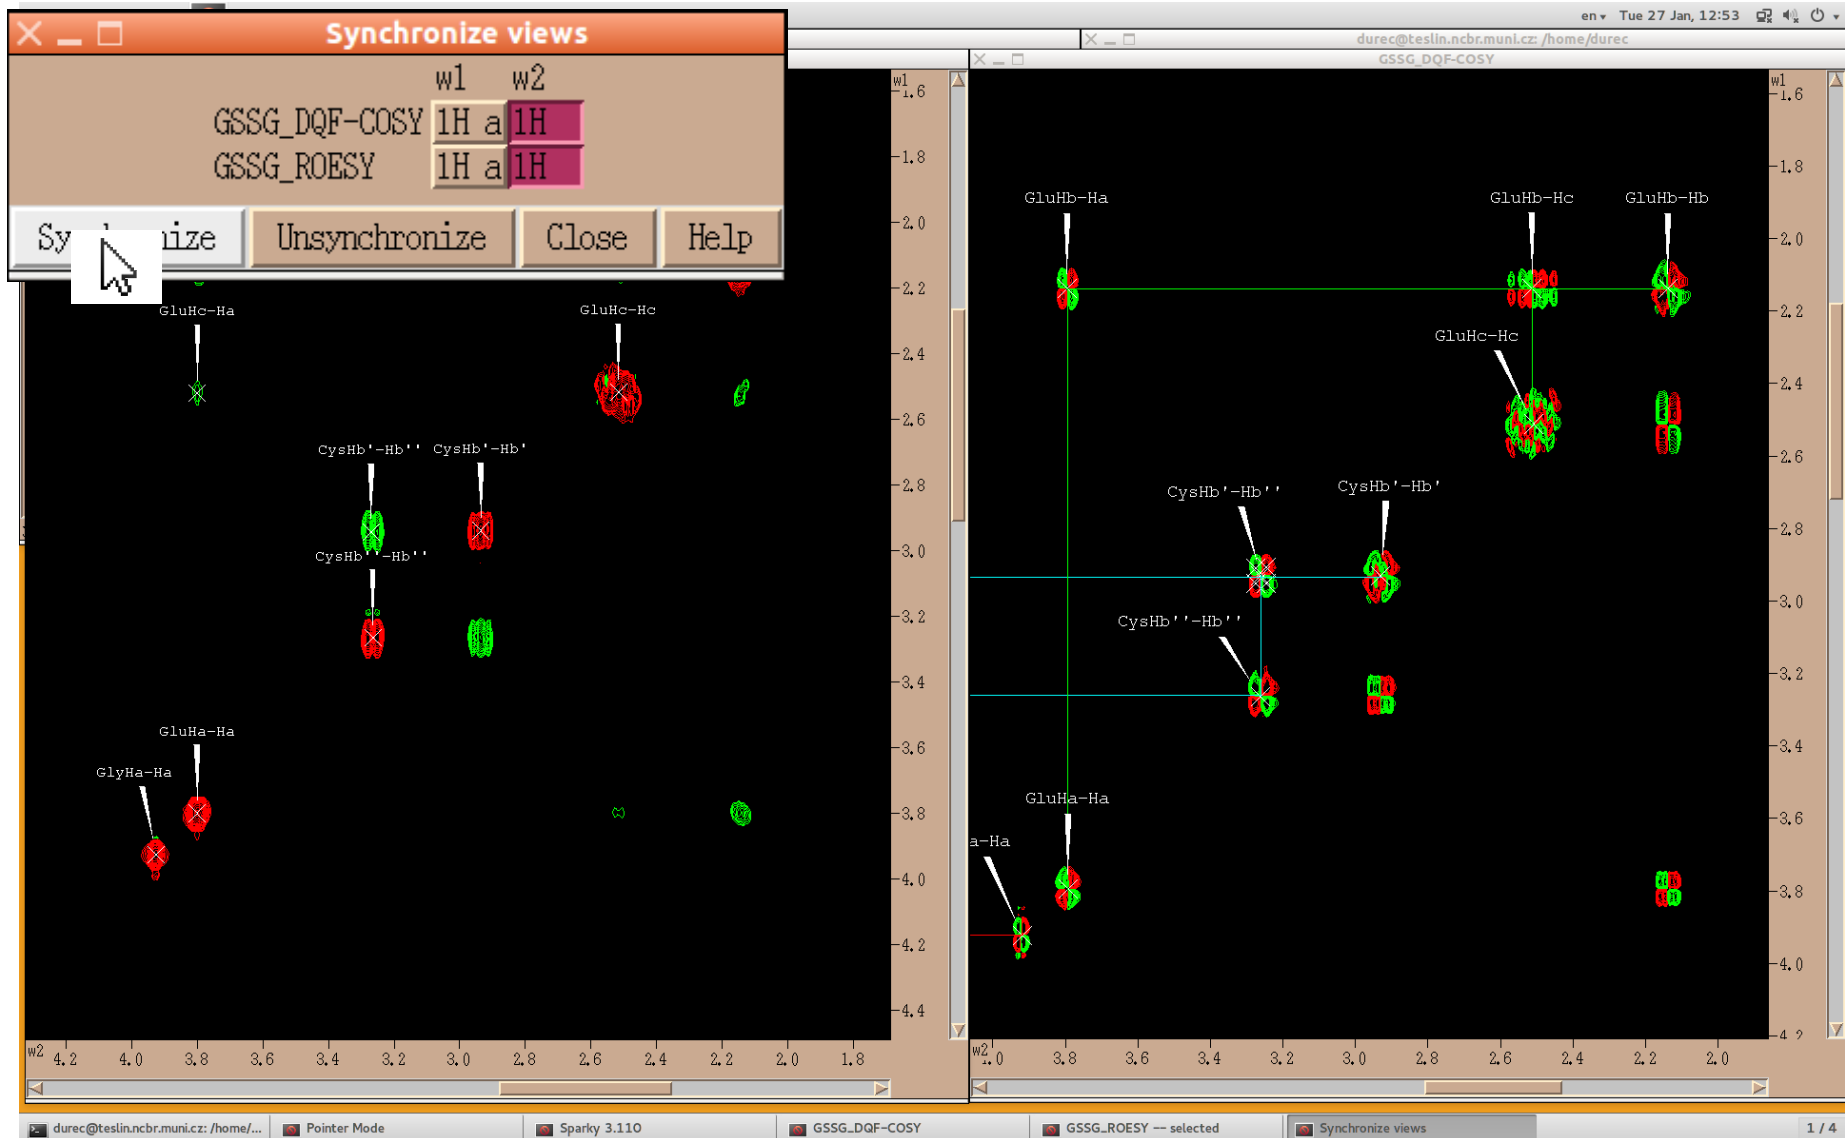 en Tue 27 Jan, 12:53
Synchronize views
w1 w2
GSSG_DQF-COSY 1H a 1H
GSSG_ROESY 1H a 1H
Unsynchronize Close Help
durec@teslin.ncbr.muni.cz: /home/durec
GSSG_DQF-COSY
w1
1.6
1.8
2.0
2.2
2.4
2.6
2.8
3.0
3.2
3.4
3.6
3.8
4.0
4.2
4.4
GluHc-Ha GluHc-Hc
CysHb'-Hb'' CysHb'-Hb'
CysHb''-Hb''
GluHa-Ha
GlyHa-Ha
w2 4.2 4.0 3.8 3.6 3.4 3.2 3.0 2.8 2.6 2.4 2.2 2.0 1.8
w1
1.6
1.8
2.0
2.2
2.4
2.6
2.8
3.0
3.2
3.4
3.6
3.8
4.0
4.2
GluHb-Ha GluHb-Hc GluHb-Hb
GluHc-Hc
CysHb'-Hb'' CysHb'-Hb'
CysHb''-Hb''
GluHa-Ha
a-Ha
w2 .0 3.8 3.6 3.4 3.2 3.0 2.8 2.6 2.4 2.2 2.0
durec@teslin.ncbr.muni.cz: /home/... Pointer Mode Sparky 3.110 GSSG_DQF-COSY GSSG_ROESY -- selected Synchronize views 1 / 4